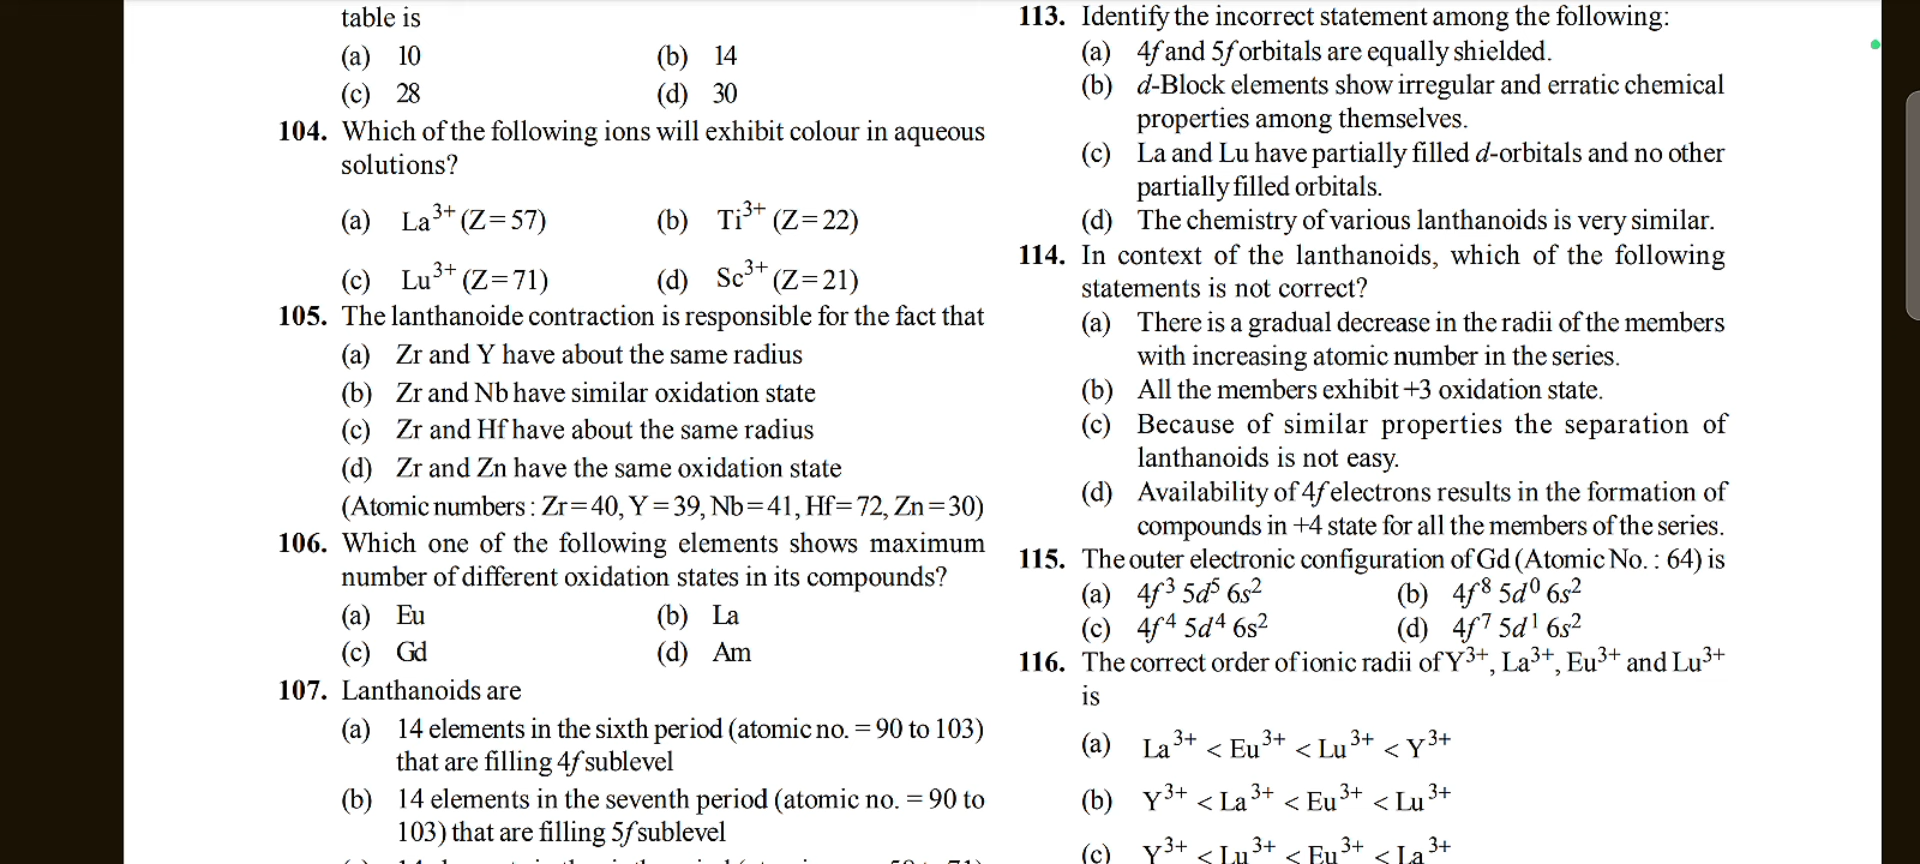 table is
(a) 10 (b) 14
(c) 28 (d) 30
104. Which of the following ions will exhibit colour in aqueous
solutions?
(a) La³⁺ (Z=57) (b) Ti³⁺ (Z=22)
(c) Lu³⁺ (Z=71) (d) Sc³⁺ (Z=21)
105. The lanthanoide contraction is responsible for the fact that
(a) Zr and Y have about the same radius
(b) Zr and Nb have similar oxidation state
(c) Zr and Hf have about the same radius
(d) Zr and Zn have the same oxidation state
(Atomic numbers : Zr=40, Y=39, Nb=41, Hf=72, Zn=30)
106. Which one of the following elements shows maximum
number of different oxidation states in its compounds?
(a) Eu (b) La
(c) Gd (d) Am
107. Lanthanoids are
(a) 14 elements in the sixth period (atomic no. = 90 to 103)
that are filling 4f sublevel
(b) 14 elements in the seventh period (atomic no. = 90 to
103) that are filling 5f sublevel
113. Identify the incorrect statement among the following:
(a) 4f and 5f orbitals are equally shielded.
(b) d-Block elements show irregular and erratic chemical
properties among themselves.
(c) La and Lu have partially filled d-orbitals and no other
partially filled orbitals.
(d) The chemistry of various lanthanoids is very similar.
114. In context of the lanthanoids, which of the following
statements is not correct?
(a) There is a gradual decrease in the radii of the members
with increasing atomic number in the series.
(b) All the members exhibit +3 oxidation state.
(c) Because of similar properties the separation of
lanthanoids is not easy.
(d) Availability of 4f electrons results in the formation of
compounds in +4 state for all the members of the series.
115. The outer electronic configuration of Gd (Atomic No. : 64) is
(a) 4f³ 5d⁵ 6s² (b) 4f⁸ 5d⁰ 6s²
(c) 4f⁴ 5d⁴ 6s² (d) 4f⁷ 5d¹ 6s²
116. The correct order of ionic radii of Y³⁺, La³⁺, Eu³⁺ and Lu³⁺
is
(a) La³⁺ < Eu³⁺ < Lu³⁺ < Y³⁺
(b) Y³⁺ < La³⁺ < Eu³⁺ < Lu³⁺
(c) Y³⁺ < Lu³⁺ < Eu³⁺ < La³⁺